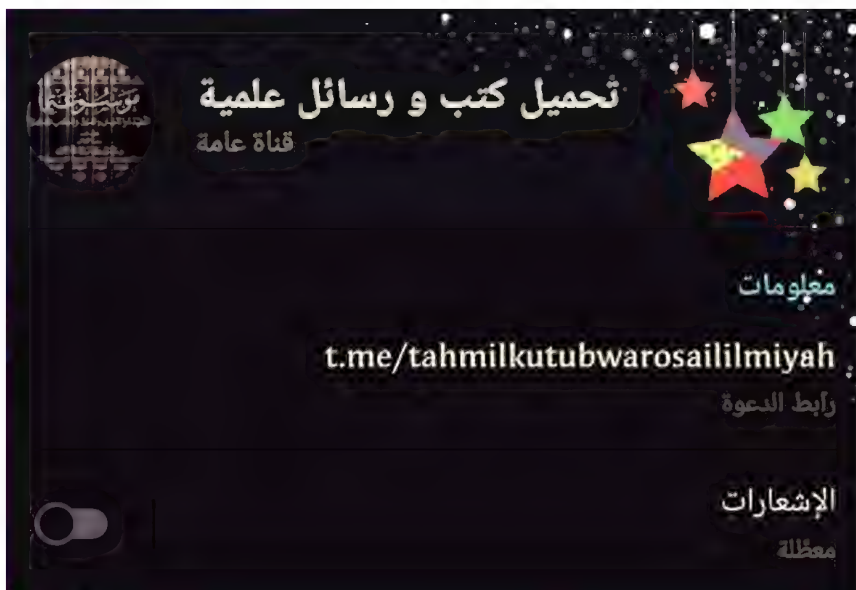 تحميل كتب و رسائل علمية
قناة عامة
معلومات
t.me/tahmilkutubwarosaililmiyah
رابط الدعوة
الإشعارات
معطلة